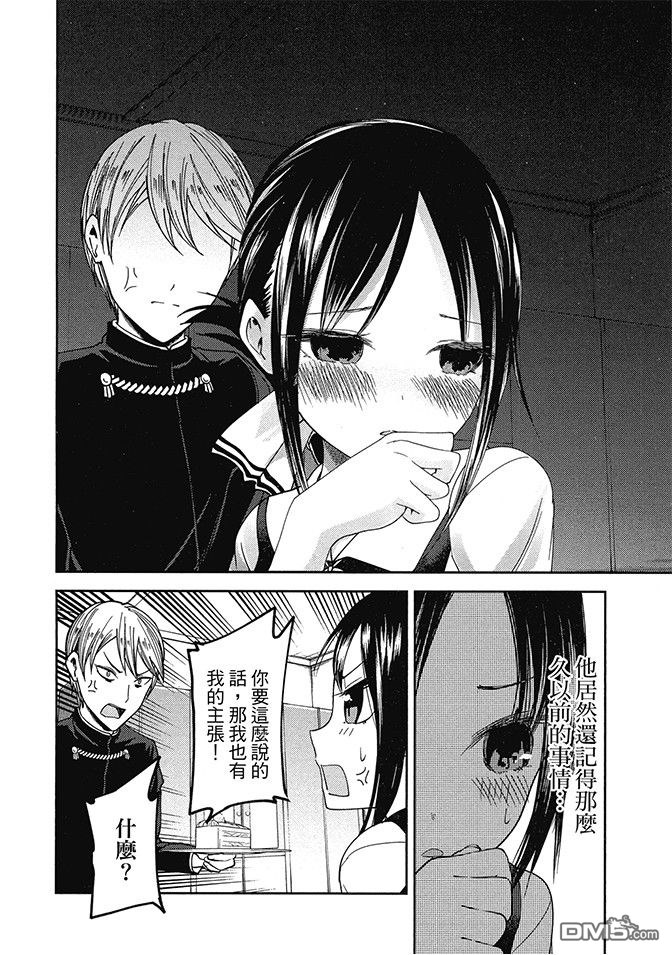 他居然還記得那麼
久以前的事情…
你要這麼說的
話，那我也有
我的主張！
什麼？
DM5.com